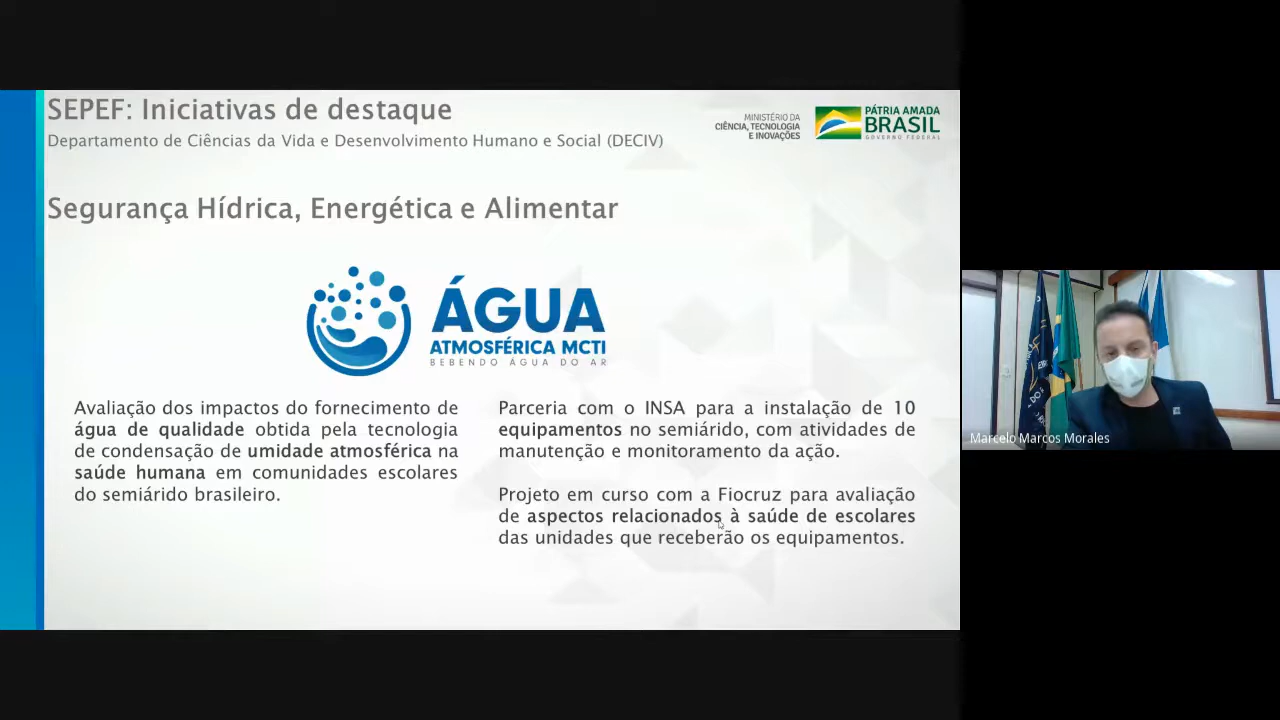 SEPEF: Iniciativas de destaque
Departamento de Ciências da Vida e Desenvolvimento Humano e Social (DECIV)
MINISTÉRIO DA
CIÊNCIA, TECNOLOGIA
E INOVAÇÕES
PÁTRIA AMADA
BRASIL
GOVERNO FEDERAL
Segurança Hídrica, Energética e Alimentar
ÁGUA
ATMOSFÉRICA MCTI
BEBENDO ÁGUA DO AR
Avaliação dos impactos do fornecimento de
água de qualidade obtida pela tecnologia
de condensação de umidade atmosférica na
saúde humana em comunidades escolares
do semiárido brasileiro.
Parceria com o INSA para a instalação de 10
equipamentos no semiárido, com atividades de
manutenção e monitoramento da ação.
Projeto em curso com a Fiocruz para avaliação
de aspectos relacionados à saúde de escolares
das unidades que receberão os equipamentos.
Marcelo Marcos Morales